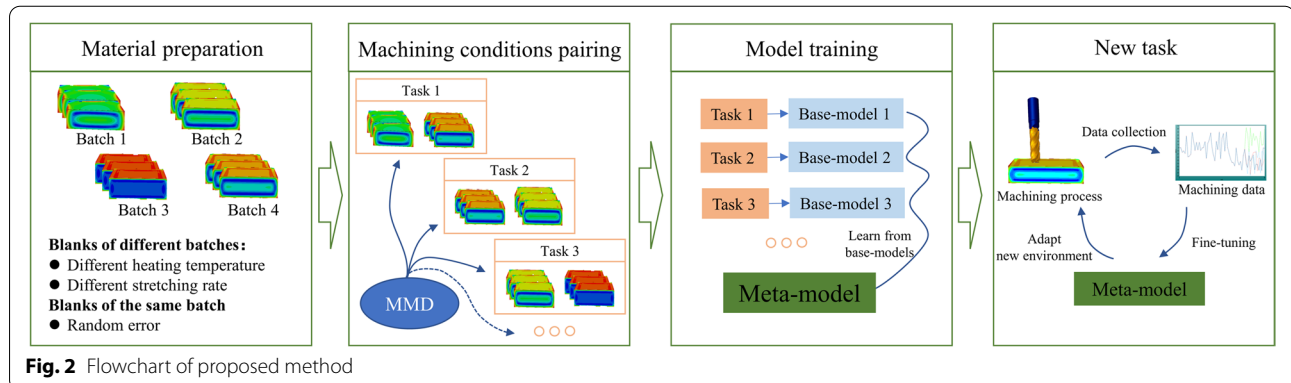 Material preparation
Batch 1
Batch 2
Batch 3
Batch 4
Blanks of different batches：
● Different heating temperature
● Different stretching rate
Blanks of the same batch
● Random error
Machining conditions pairing
Task 1
Task 2
Task 3
MMD
Model training
Task 1
Base-model 1
Task 2
Base-model 2
Task 3
Base-model 3
Learn from
base-models
Meta-model
New task
Data collection
Machining process
Machining data
Adapt
new environment
Fine-tuning
Meta-model
Fig. 2 Flowchart of proposed method